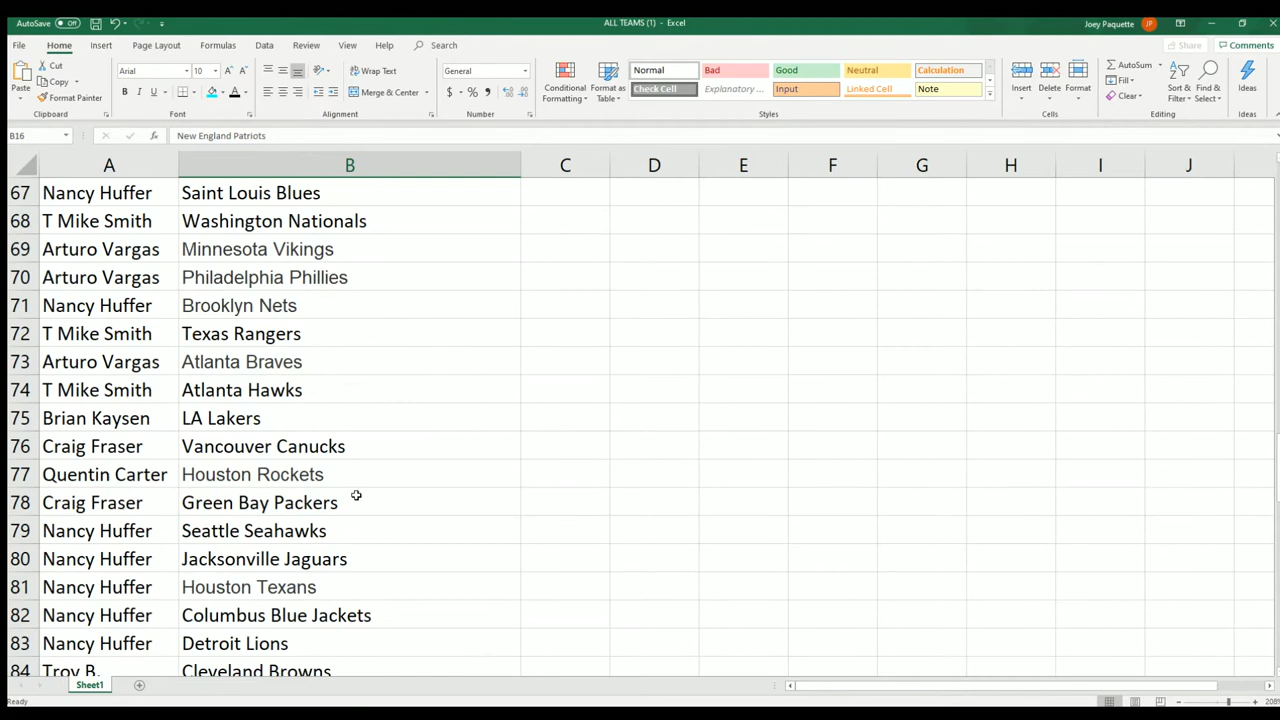 AutoSave Off ALL TEAMS (1) - Excel Joey Paquette JP
File Home Insert Page Layout Formulas Data Review View Help Search Share Comments
Paste Cut Copy Format Painter Clipboard
Arial 10 B I U A Font
Wrap Text Merge & Center Alignment
General $ % Number
Conditional Formatting Format as Table
Normal Bad Good Neutral Calculation
Check Cell Explanatory ... Input Linked Cell Note
Styles
Insert Delete Format Cells
AutoSum Fill Clear Sort & Filter Find & Select Editing
Ideas Ideas
B16 fx New England Patriots
A B C D E F G H I J
67 Nancy Huffer Saint Louis Blues
68 T Mike Smith Washington Nationals
69 Arturo Vargas Minnesota Vikings
70 Arturo Vargas Philadelphia Phillies
71 Nancy Huffer Brooklyn Nets
72 T Mike Smith Texas Rangers
73 Arturo Vargas Atlanta Braves
74 T Mike Smith Atlanta Hawks
75 Brian Kaysen LA Lakers
76 Craig Fraser Vancouver Canucks
77 Quentin Carter Houston Rockets
78 Craig Fraser Green Bay Packers
79 Nancy Huffer Seattle Seahawks
80 Nancy Huffer Jacksonville Jaguars
81 Nancy Huffer Houston Texans
82 Nancy Huffer Columbus Blue Jackets
83 Nancy Huffer Detroit Lions
84 Troy B. Cleveland Browns
Sheet1
Ready